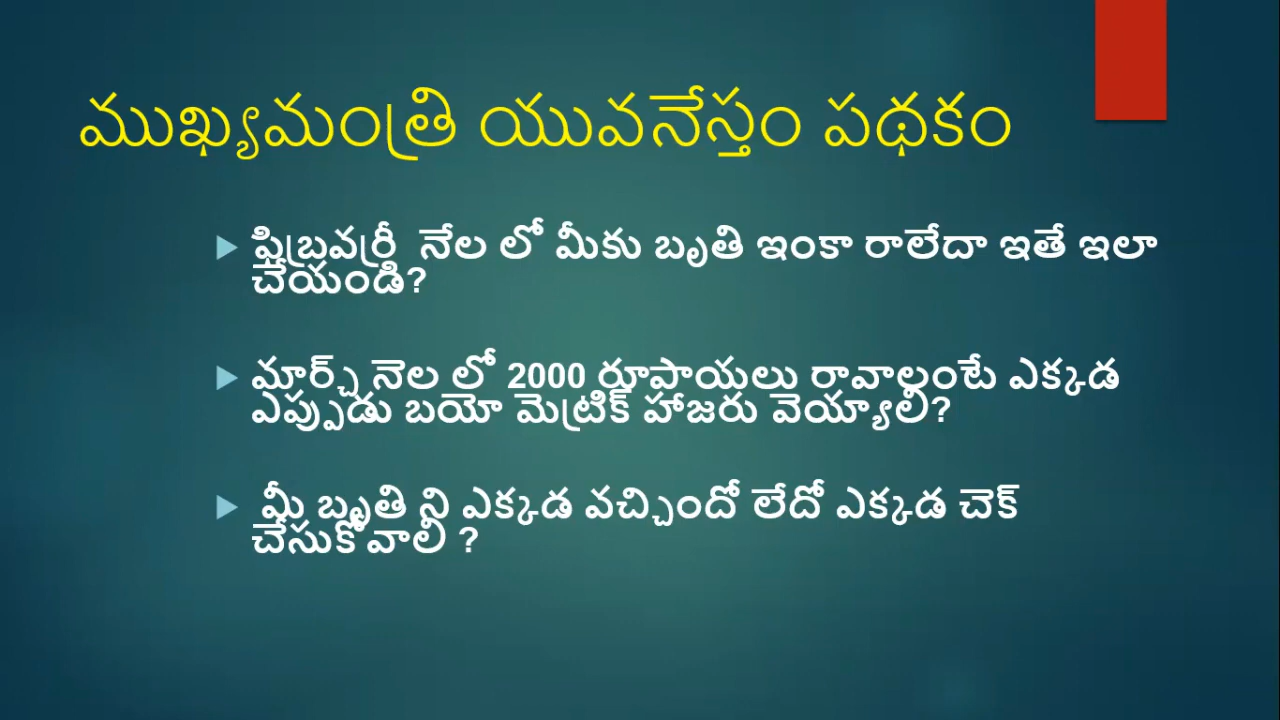 ముఖ్యమంత్రి యువనేస్తం పథకం
ఫిబ్రవర్రీ నేల లో మీకు బృతి ఇంకా రాలేదా ఇతే ఇలా
చేయండి?
మార్చ్ నెల లో 2000 రూపాయలు రావాలంటే ఎక్కడ
ఎప్పుడు బయో మెట్రిక్ హాజరు వెయ్యాలి?
మీ బృతి ని ఎక్కడ వచ్చిందో లేదో ఎక్కడ చెక్
చేసుకోవాలి ?